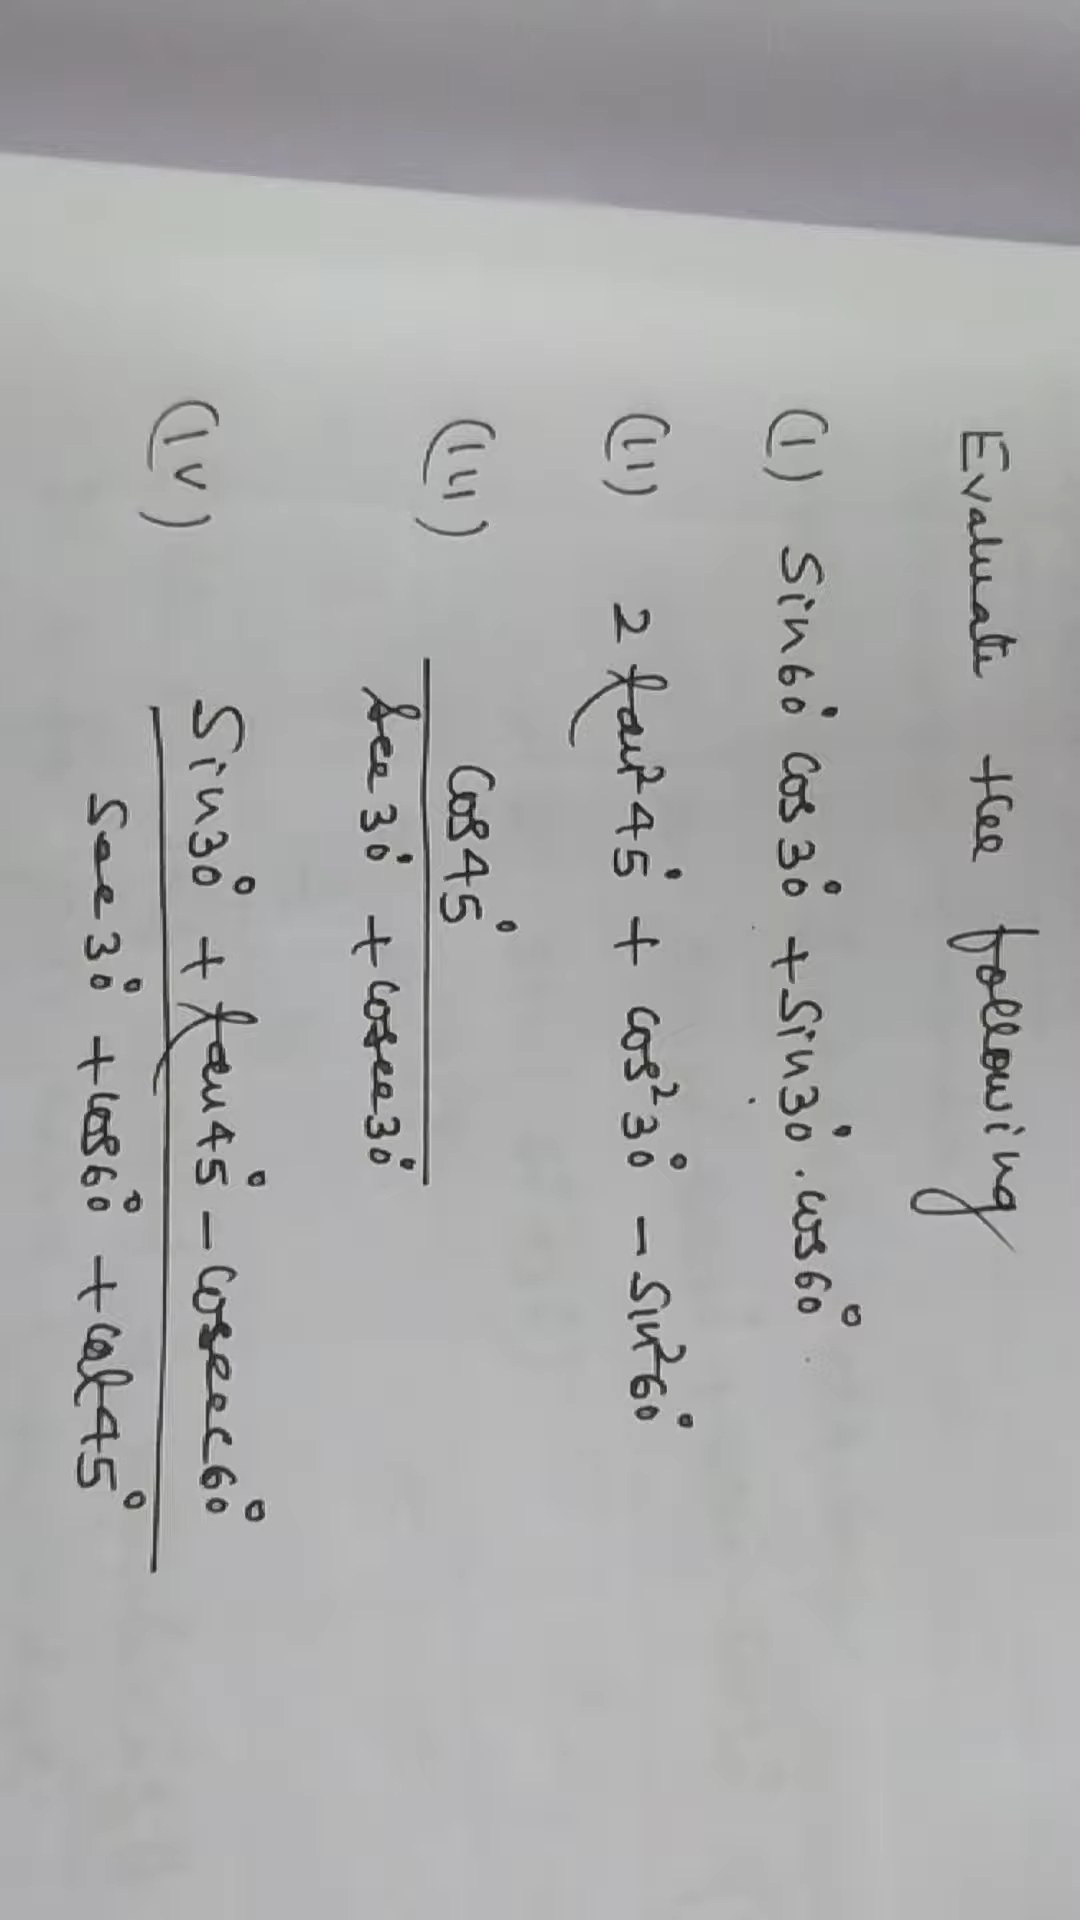 Evaluate the following
(i) Sin60° cos30° + Sin30°. cos60°
(ii) 2 tan²45° + cos²30° - Sin²60°
(iii) Cos45°
Sec30° + cosec30°
(iv) Sin30° + tan45° - Cosec60°
Sec30° + cos60° + cot45°